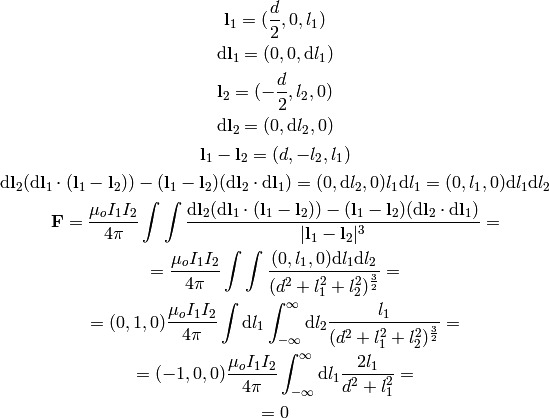 𝐥₁ = (d/2, 0, l₁)
d𝐥₁ = (0, 0, dl₁)
𝐥₂ = (−d/2, l₂, 0)
d𝐥₂ = (0, dl₂, 0)
𝐥₁ − 𝐥₂ = (d, −l₂, l₁)
d𝐥₂(d𝐥₁ · (𝐥₁ − 𝐥₂)) − (𝐥₁ − 𝐥₂)(d𝐥₂ · d𝐥₁) = (0, dl₂, 0)l₁dl₁ = (0, l₁, 0)dl₁dl₂
𝐅 = μₒI₁I₂/4π ∫ ∫ d𝐥₂(d𝐥₁ · (𝐥₁ − 𝐥₂)) − (𝐥₁ − 𝐥₂)(d𝐥₂ · d𝐥₁)/|𝐥₁ − 𝐥₂|³ =
= μₒI₁I₂/4π ∫ ∫ (0, l₁, 0)dl₁dl₂/(d² + l₁² + l₂²)^(3/2) =
= (0, 1, 0) μₒI₁I₂/4π ∫ dl₁ ∫_{−∞}^{∞} dl₂ l₁/(d² + l₁² + l₂²)^(3/2) =
= (−1, 0, 0) μₒI₁I₂/4π ∫_{−∞}^{∞} dl₁ 2l₁/(d² + l₁²) =
= 0